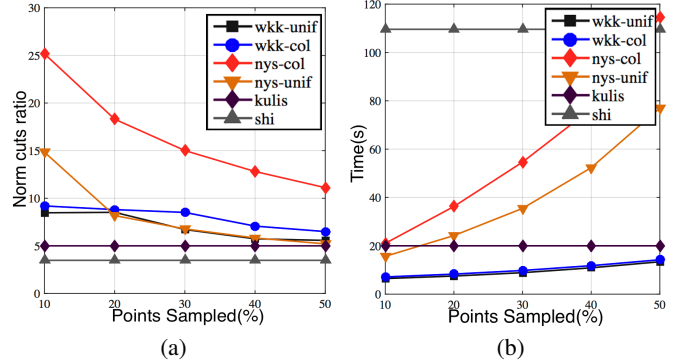 30
25
20
15
10
5
0
10
20
30
40
50
Norm cuts ratio
Points Sampled(%)
wkk-unif
wkk-col
nys-col
nys-unif
kulis
shi
(a)
120
100
80
60
40
20
0
10
20
30
40
50
Time(s)
Points Sampled(%)
wkk-unif
wkk-col
nys-col
nys-unif
kulis
shi
(b)